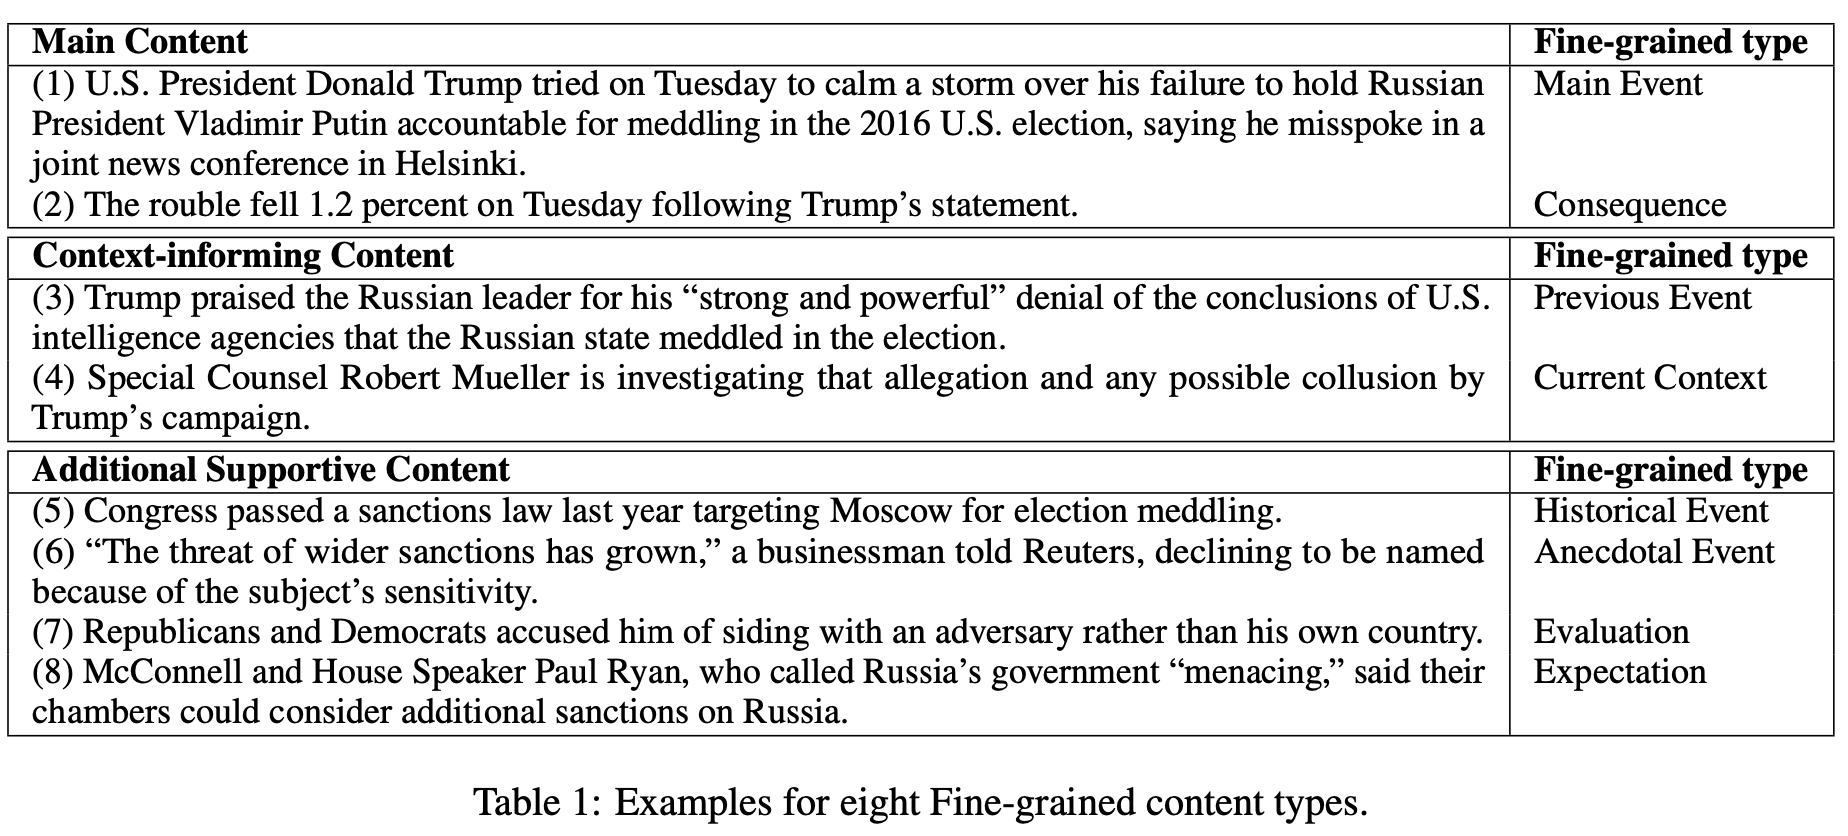 Main Content Fine-grained type
(1) U.S. President Donald Trump tried on Tuesday to calm a storm over his failure to hold Russian Main Event
President Vladimir Putin accountable for meddling in the 2016 U.S. election, saying he misspoke in a
joint news conference in Helsinki.
(2) The rouble fell 1.2 percent on Tuesday following Trump’s statement. Consequence
Context-informing Content Fine-grained type
(3) Trump praised the Russian leader for his “strong and powerful” denial of the conclusions of U.S. Previous Event
intelligence agencies that the Russian state meddled in the election.
(4) Special Counsel Robert Mueller is investigating that allegation and any possible collusion by Current Context
Trump’s campaign.
Additional Supportive Content Fine-grained type
(5) Congress passed a sanctions law last year targeting Moscow for election meddling. Historical Event
(6) “The threat of wider sanctions has grown,” a businessman told Reuters, declining to be named Anecdotal Event
because of the subject’s sensitivity.
(7) Republicans and Democrats accused him of siding with an adversary rather than his own country. Evaluation
(8) McConnell and House Speaker Paul Ryan, who called Russia’s government “menacing,” said their Expectation
chambers could consider additional sanctions on Russia.
Table 1: Examples for eight Fine-grained content types.